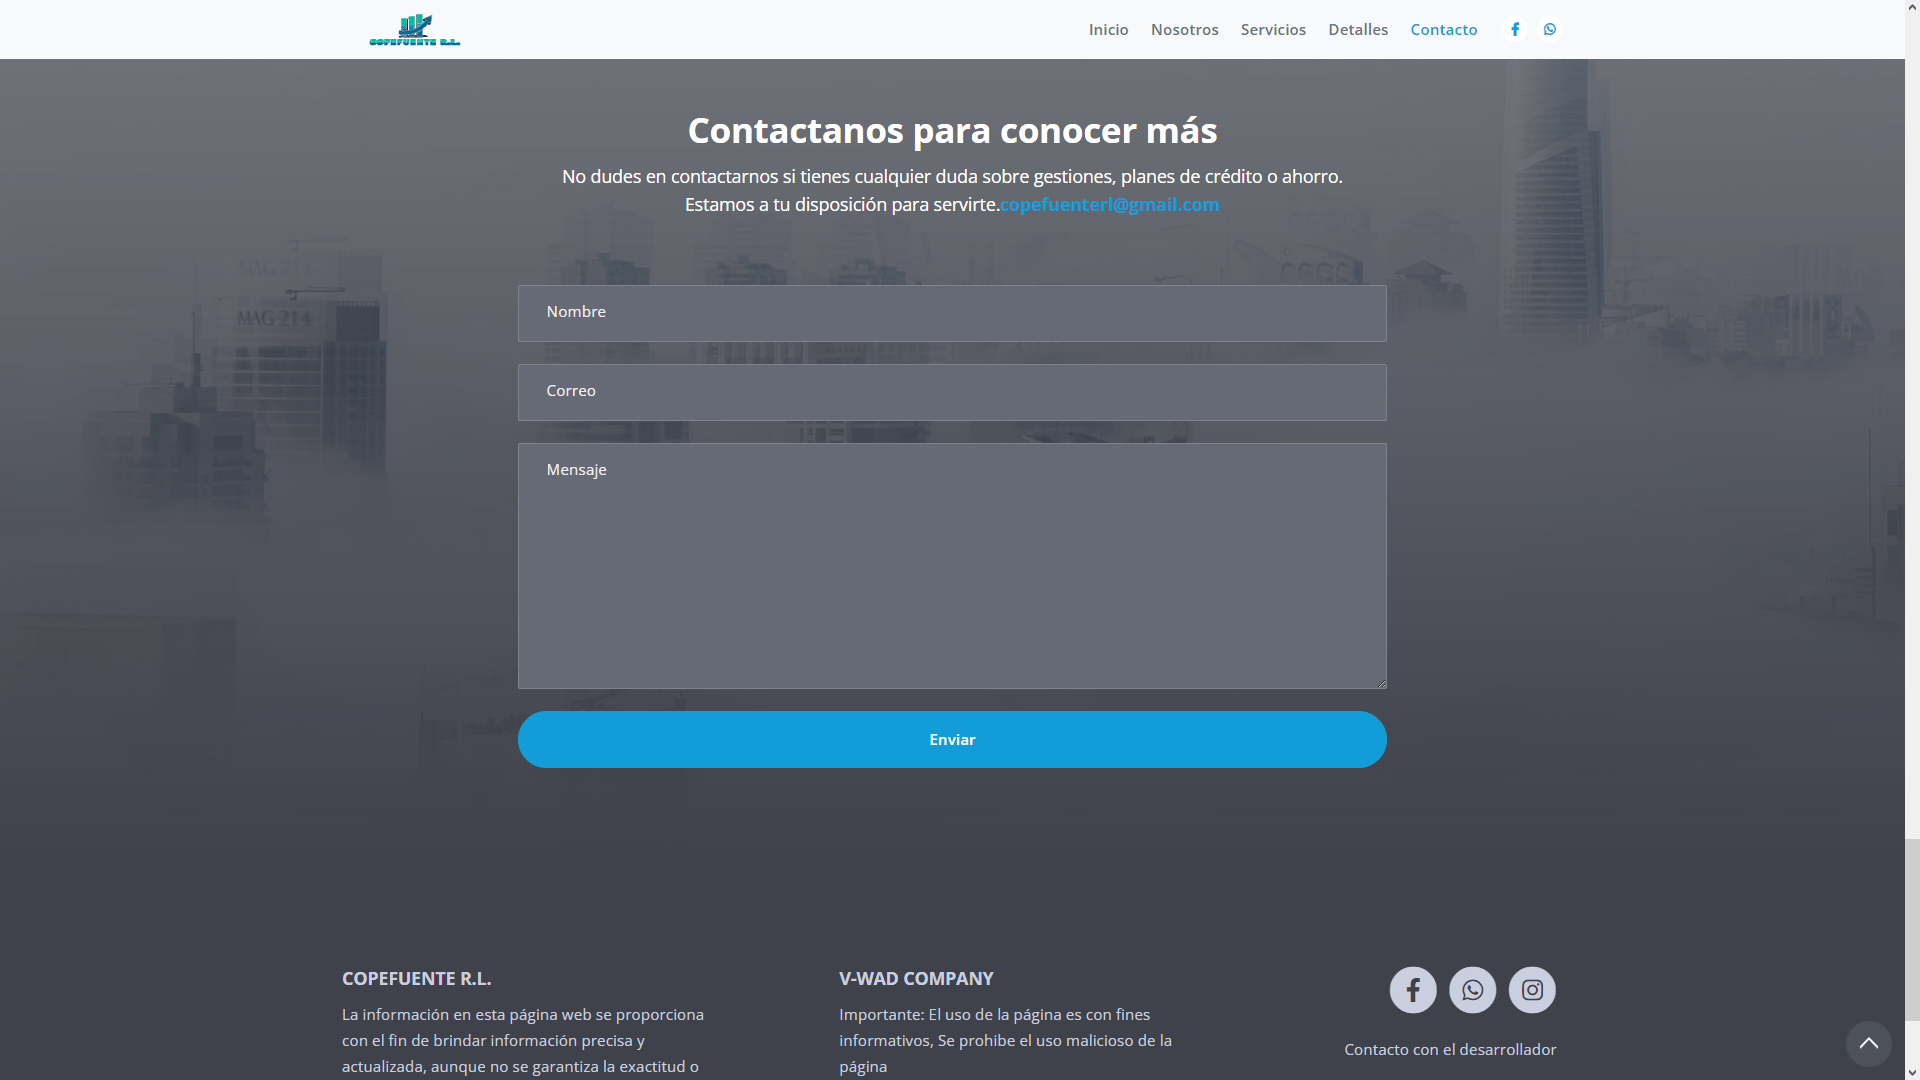 COPEFUENTE R.L.
Inicio Nosotros Servicios Detalles Contacto
Contactanos para conocer más
No dudes en contactarnos si tienes cualquier duda sobre gestiones, planes de crédito o ahorro.
Estamos a tu disposición para servirte.copefuenterl@gmail.com
MAG 214
MAG 214
Nombre
Correo
Mensaje
Enviar
COPEFUENTE R.L.
La información en esta página web se proporciona
con el fin de brindar información precisa y
actualizada, aunque no se garantiza la exactitud o
V-WAD COMPANY
Importante: El uso de la página es con fines
informativos, Se prohibe el uso malicioso de la
página
Contacto con el desarrollador